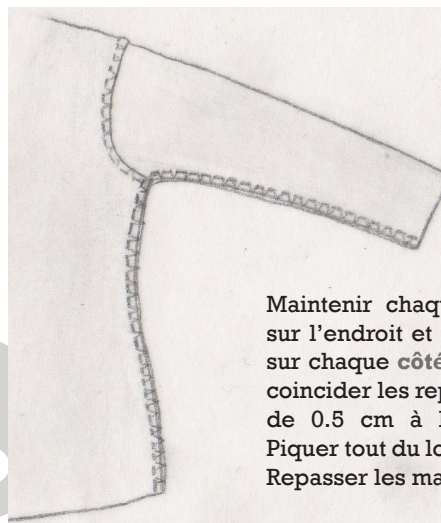 Maintenir
sur l'endroit et
sur chaque côté
coincider les
de 0.5 cm à
Piquer tout du
Repasser les